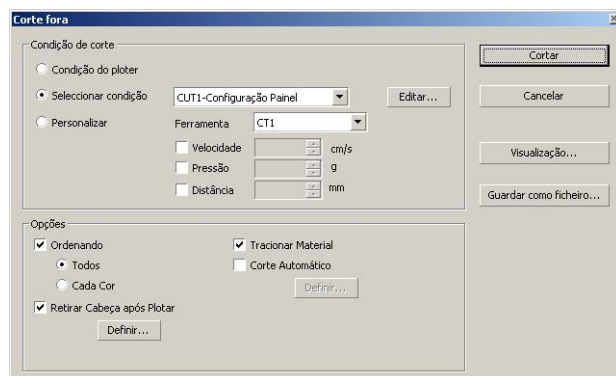 Corte fora
Condição de corte
Condição do ploter
Seleccionar condição CUT1-Configuração Painel Editar...
Personalizar Ferramenta CT1
Velocidade cm/s
Pressão g
Distância mm
Cortar
Cancelar
Visualização...
Guardar como ficheiro...
Opções
Ordenando Tracionar Material
Todos Corte Automático
Cada Cor Definir...
Retirar Cabeça após Plotar
Definir...